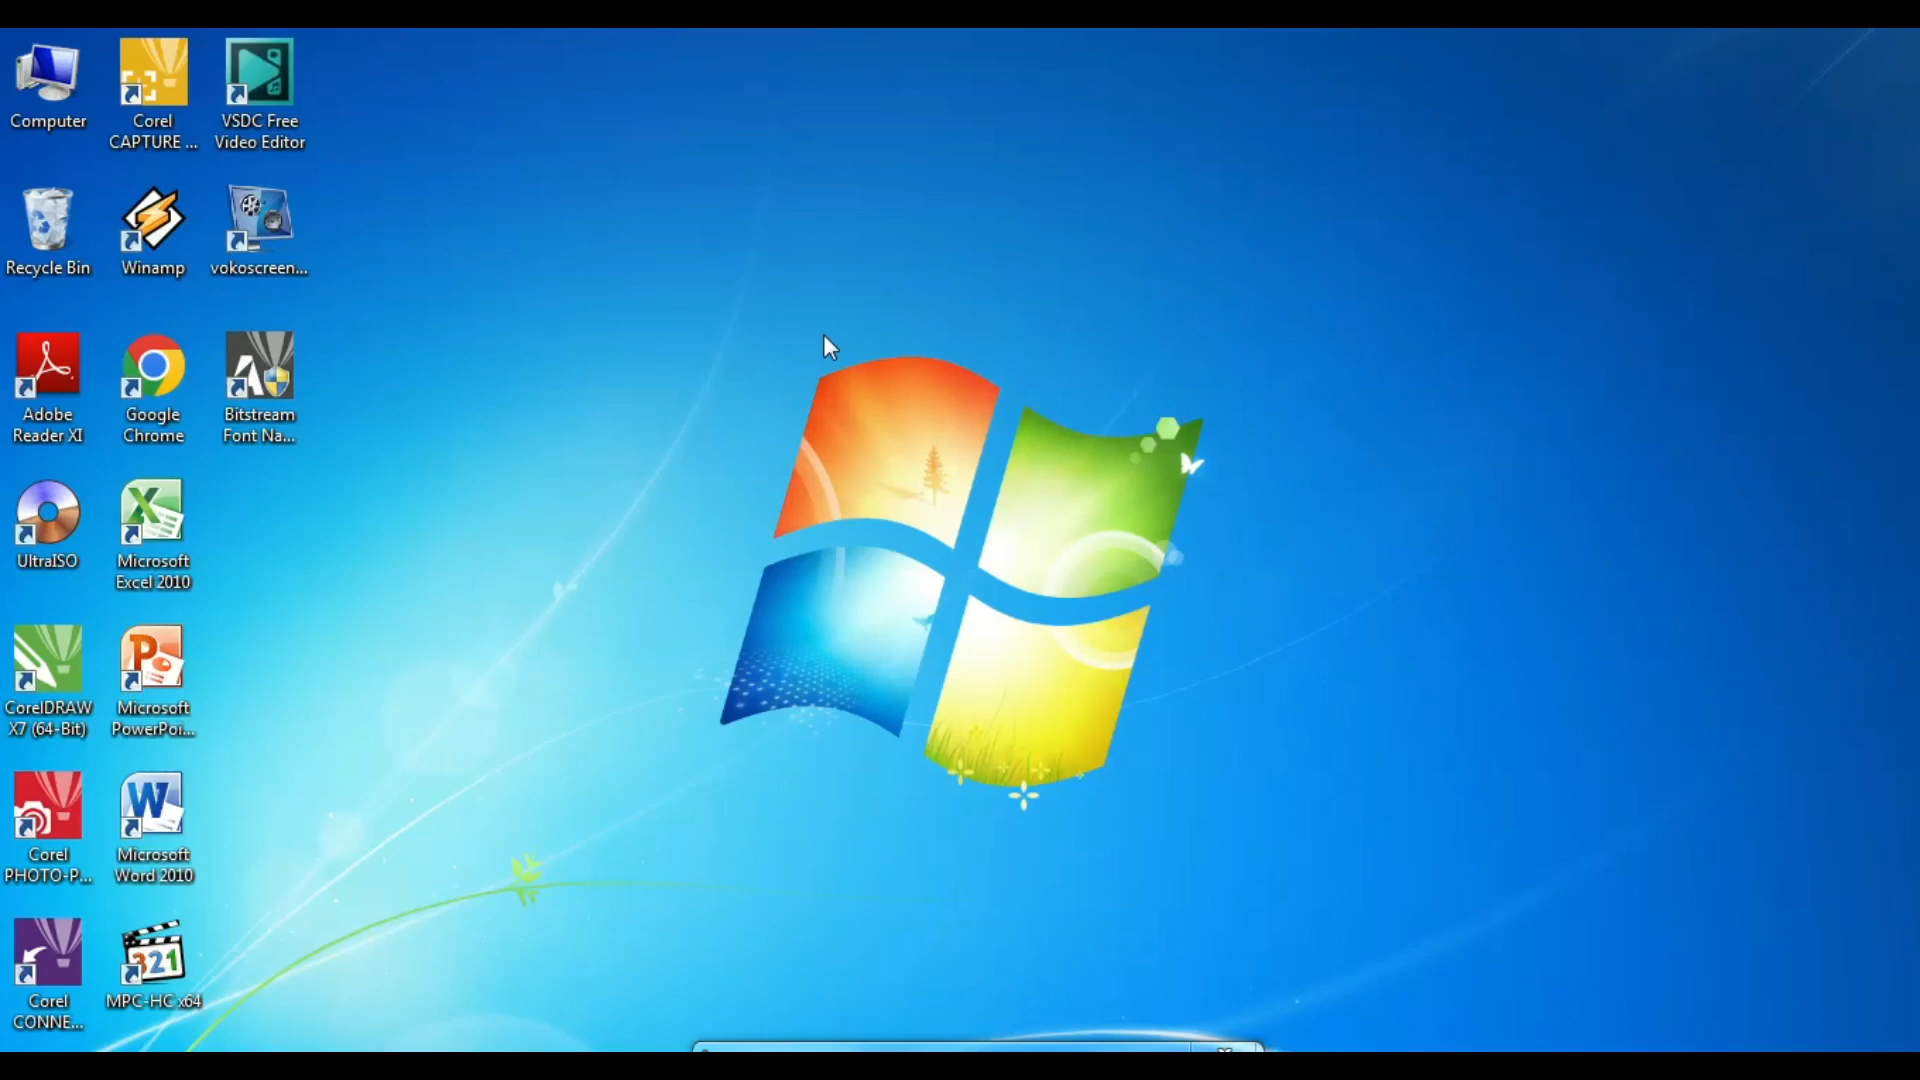 Computer
Corel
CAPTURE ...
VSDC Free
Video Editor
Recycle Bin
Winamp
vokoscreen...
Adobe
Reader XI
Google
Chrome
Bitstream
Font Na...
UltraISO
Microsoft
Excel 2010
CorelDRAW
X7 (64-Bit)
Microsoft
PowerPoi...
Corel
PHOTO-P...
Microsoft
Word 2010
Corel
CONNE...
321
MPC-HC x64